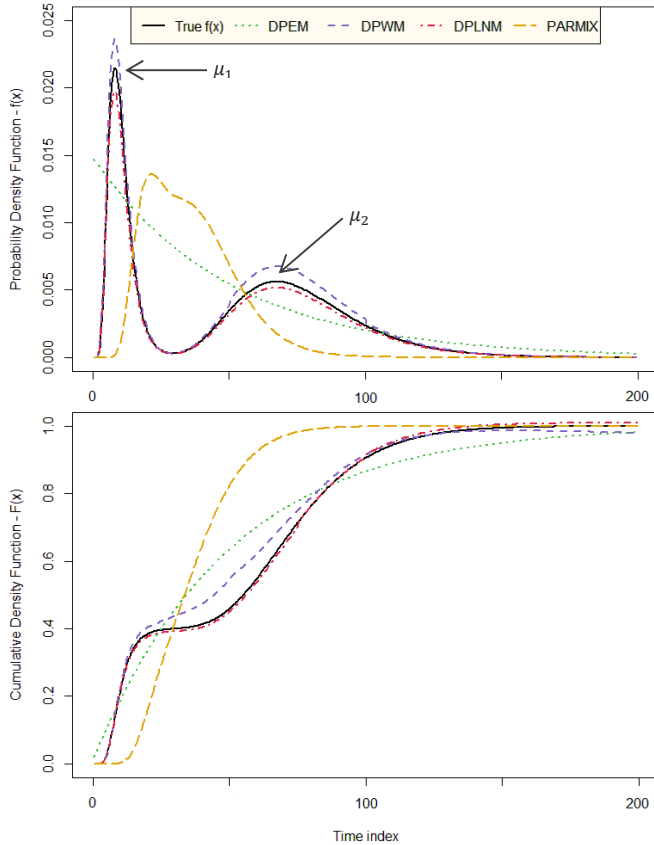 True f(x) DPEM DPWM DPLNM PARMIX
μ₁
μ₂
Probability Density Function - f(x)
0.025
0.020
0.015
0.010
0.005
0.000
0 100 200
Cumulative Density Function - F(x)
1.0
0.8
0.6
0.4
0.2
0.0
0 100 200
Time index